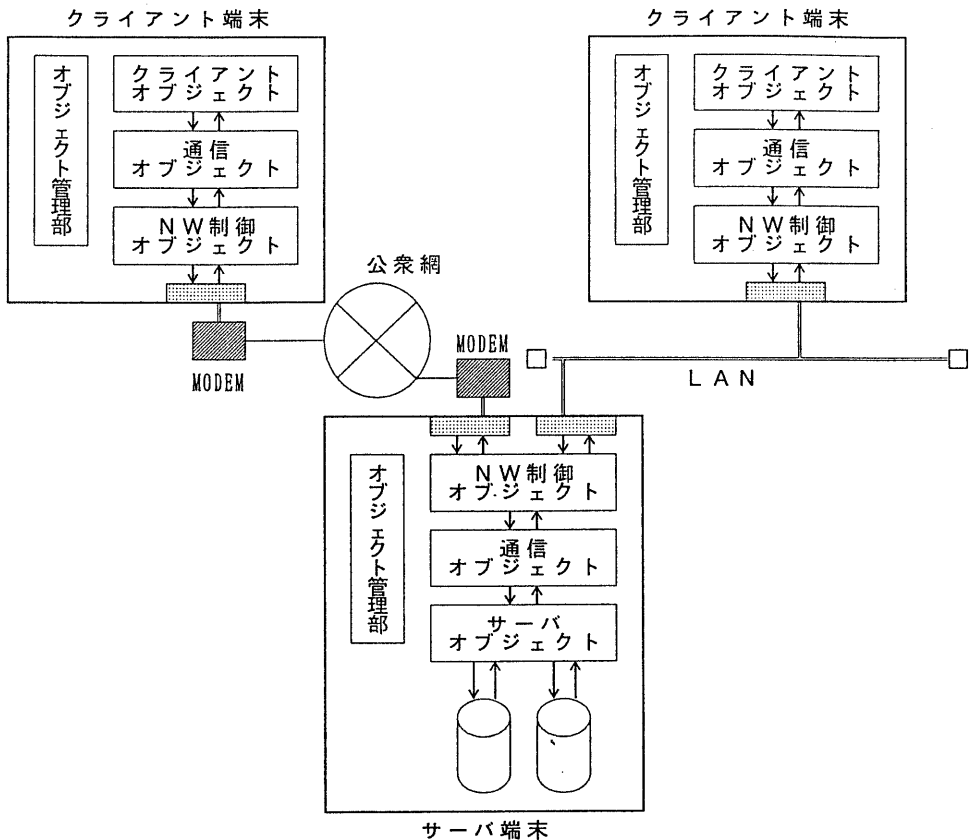 クライアント端末
オブジェクト管理部
クライアント
オブジェクト
通信
オブジェクト
NW制御
オブジェクト
MODEM
公衆網
クライアント端末
オブジェクト管理部
クライアント
オブジェクト
通信
オブジェクト
NW制御
オブジェクト
MODEM
LAN
オブジェクト管理部
NW制御
オブジェクト
通信
オブジェクト
サーバ
オブジェクト
サーバ端末